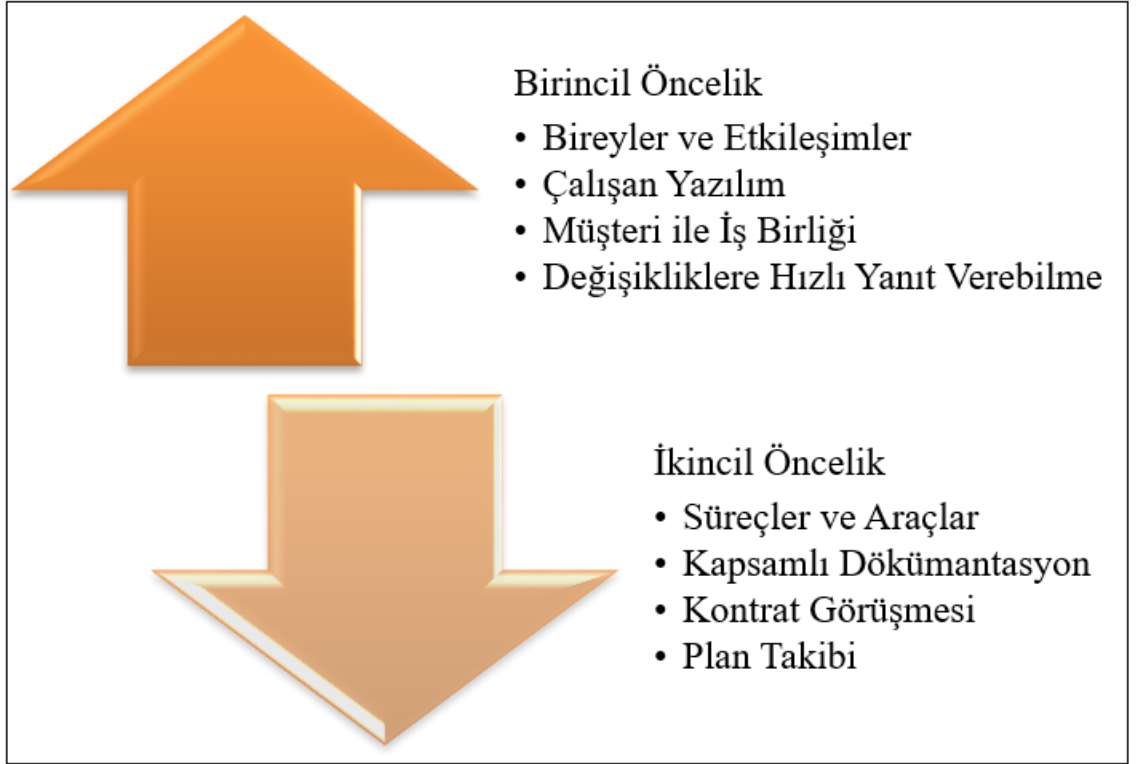 Birincil Öncelik
• Bireyler ve Etkileşimler
• Çalışan Yazılım
• Müşteri ile İş Birliği
• Değişikliklere Hızlı Yanıt Verebilme
İkincil Öncelik
• Süreçler ve Araçlar
• Kapsamlı Dökümantasyon
• Kontrat Görüşmesi
• Plan Takibi